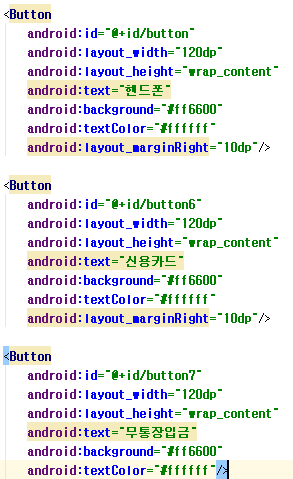 <Button
android:id="@+id/button"
android:layout_width="120dp"
android:layout_height="wrap_content"
android:text="핸드폰"
android:background="#ff6600"
android:textColor="#ffffff"
android:layout_marginRight="10dp"/>
<Button
android:id="@+id/button6"
android:layout_width="120dp"
android:layout_height="wrap_content"
android:text="신용카드"
android:background="#ff6600"
android:textColor="#ffffff"
android:layout_marginRight="10dp"/>
<Button
android:id="@+id/button7"
android:layout_width="120dp"
android:layout_height="wrap_content"
android:text="무통장입금"
android:background="#ff6600"
android:textColor="#ffffff"/>